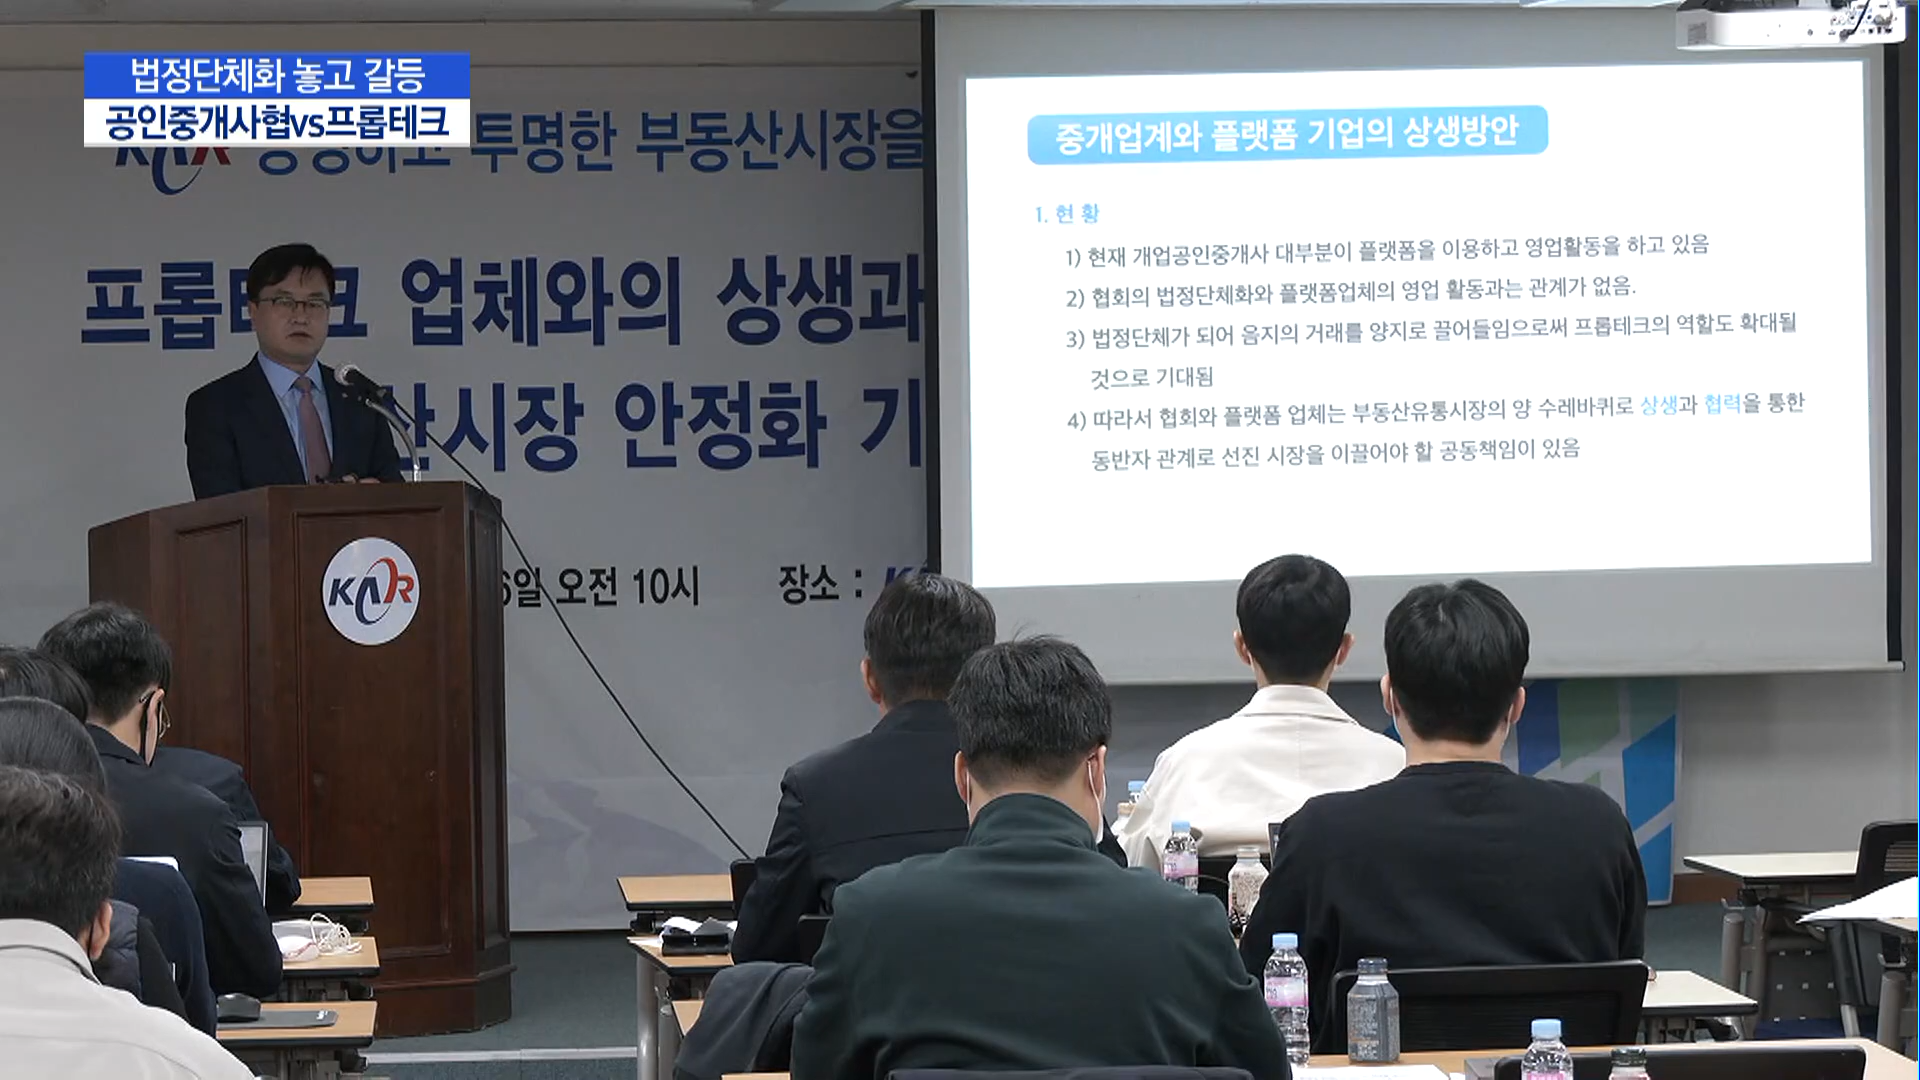 법정단체화 놓고 갈등
공인중개사협vs프롭테크
투명한 부동산시장을
프롭테크 업체와의 상생과
산시장 안정화 기
6일 오전 10시 장소 :
KAR
중개업계와 플랫폼 기업의 상생방안
1. 현 황
1) 현재 개업공인중개사 대부분이 플랫폼을 이용하고 영업활동을 하고 있음
2) 협회의 법정단체화와 플랫폼업체의 영업 활동과는 관계가 없음.
3) 법정단체가 되어 음지의 거래를 양지로 끌어들임으로써 프롭테크의 역할도 확대될
것으로 기대됨
4) 따라서 협회와 플랫폼 업체는 부동산유통시장의 양 수레바퀴로 상생과 협력을 통한
동반자 관계로 선진 시장을 이끌어야 할 공동책임이 있음